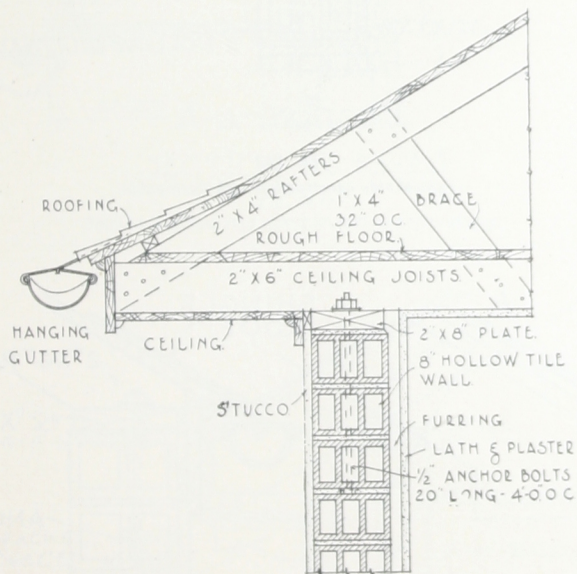 ROOFING
2" X 4" RAFTERS
1" X 4"
32" O.C
BRACE
ROUGH FLOOR.
2" X 6" CEILING JOISTS.
HANGING
GUTTER
CEILING.
2" X 8" PLATE.
8" HOLLOW TILE
WALL.
STUCCO
FURRING
LATH & PLASTER
1/2" ANCHOR BOLTS
20" LONG - 4'-0" O C